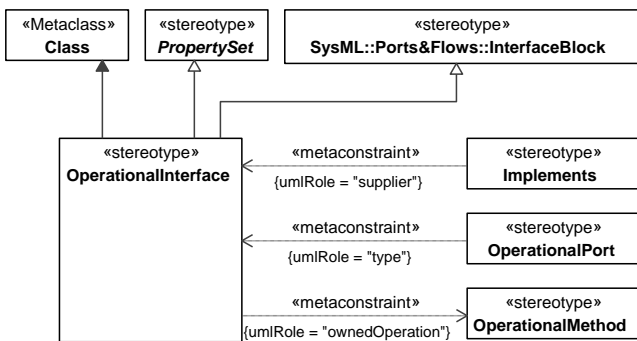 «Metaclass»
Class
«stereotype»
PropertySet
«stereotype»
SysML::Ports&Flows::InterfaceBlock
«stereotype»
OperationalInterface
«metaconstraint»
{umlRole = "supplier"}
«stereotype»
Implements
«metaconstraint»
{umlRole = "type"}
«stereotype»
OperationalPort
«metaconstraint»
{umlRole = "ownedOperation"}
«stereotype»
OperationalMethod